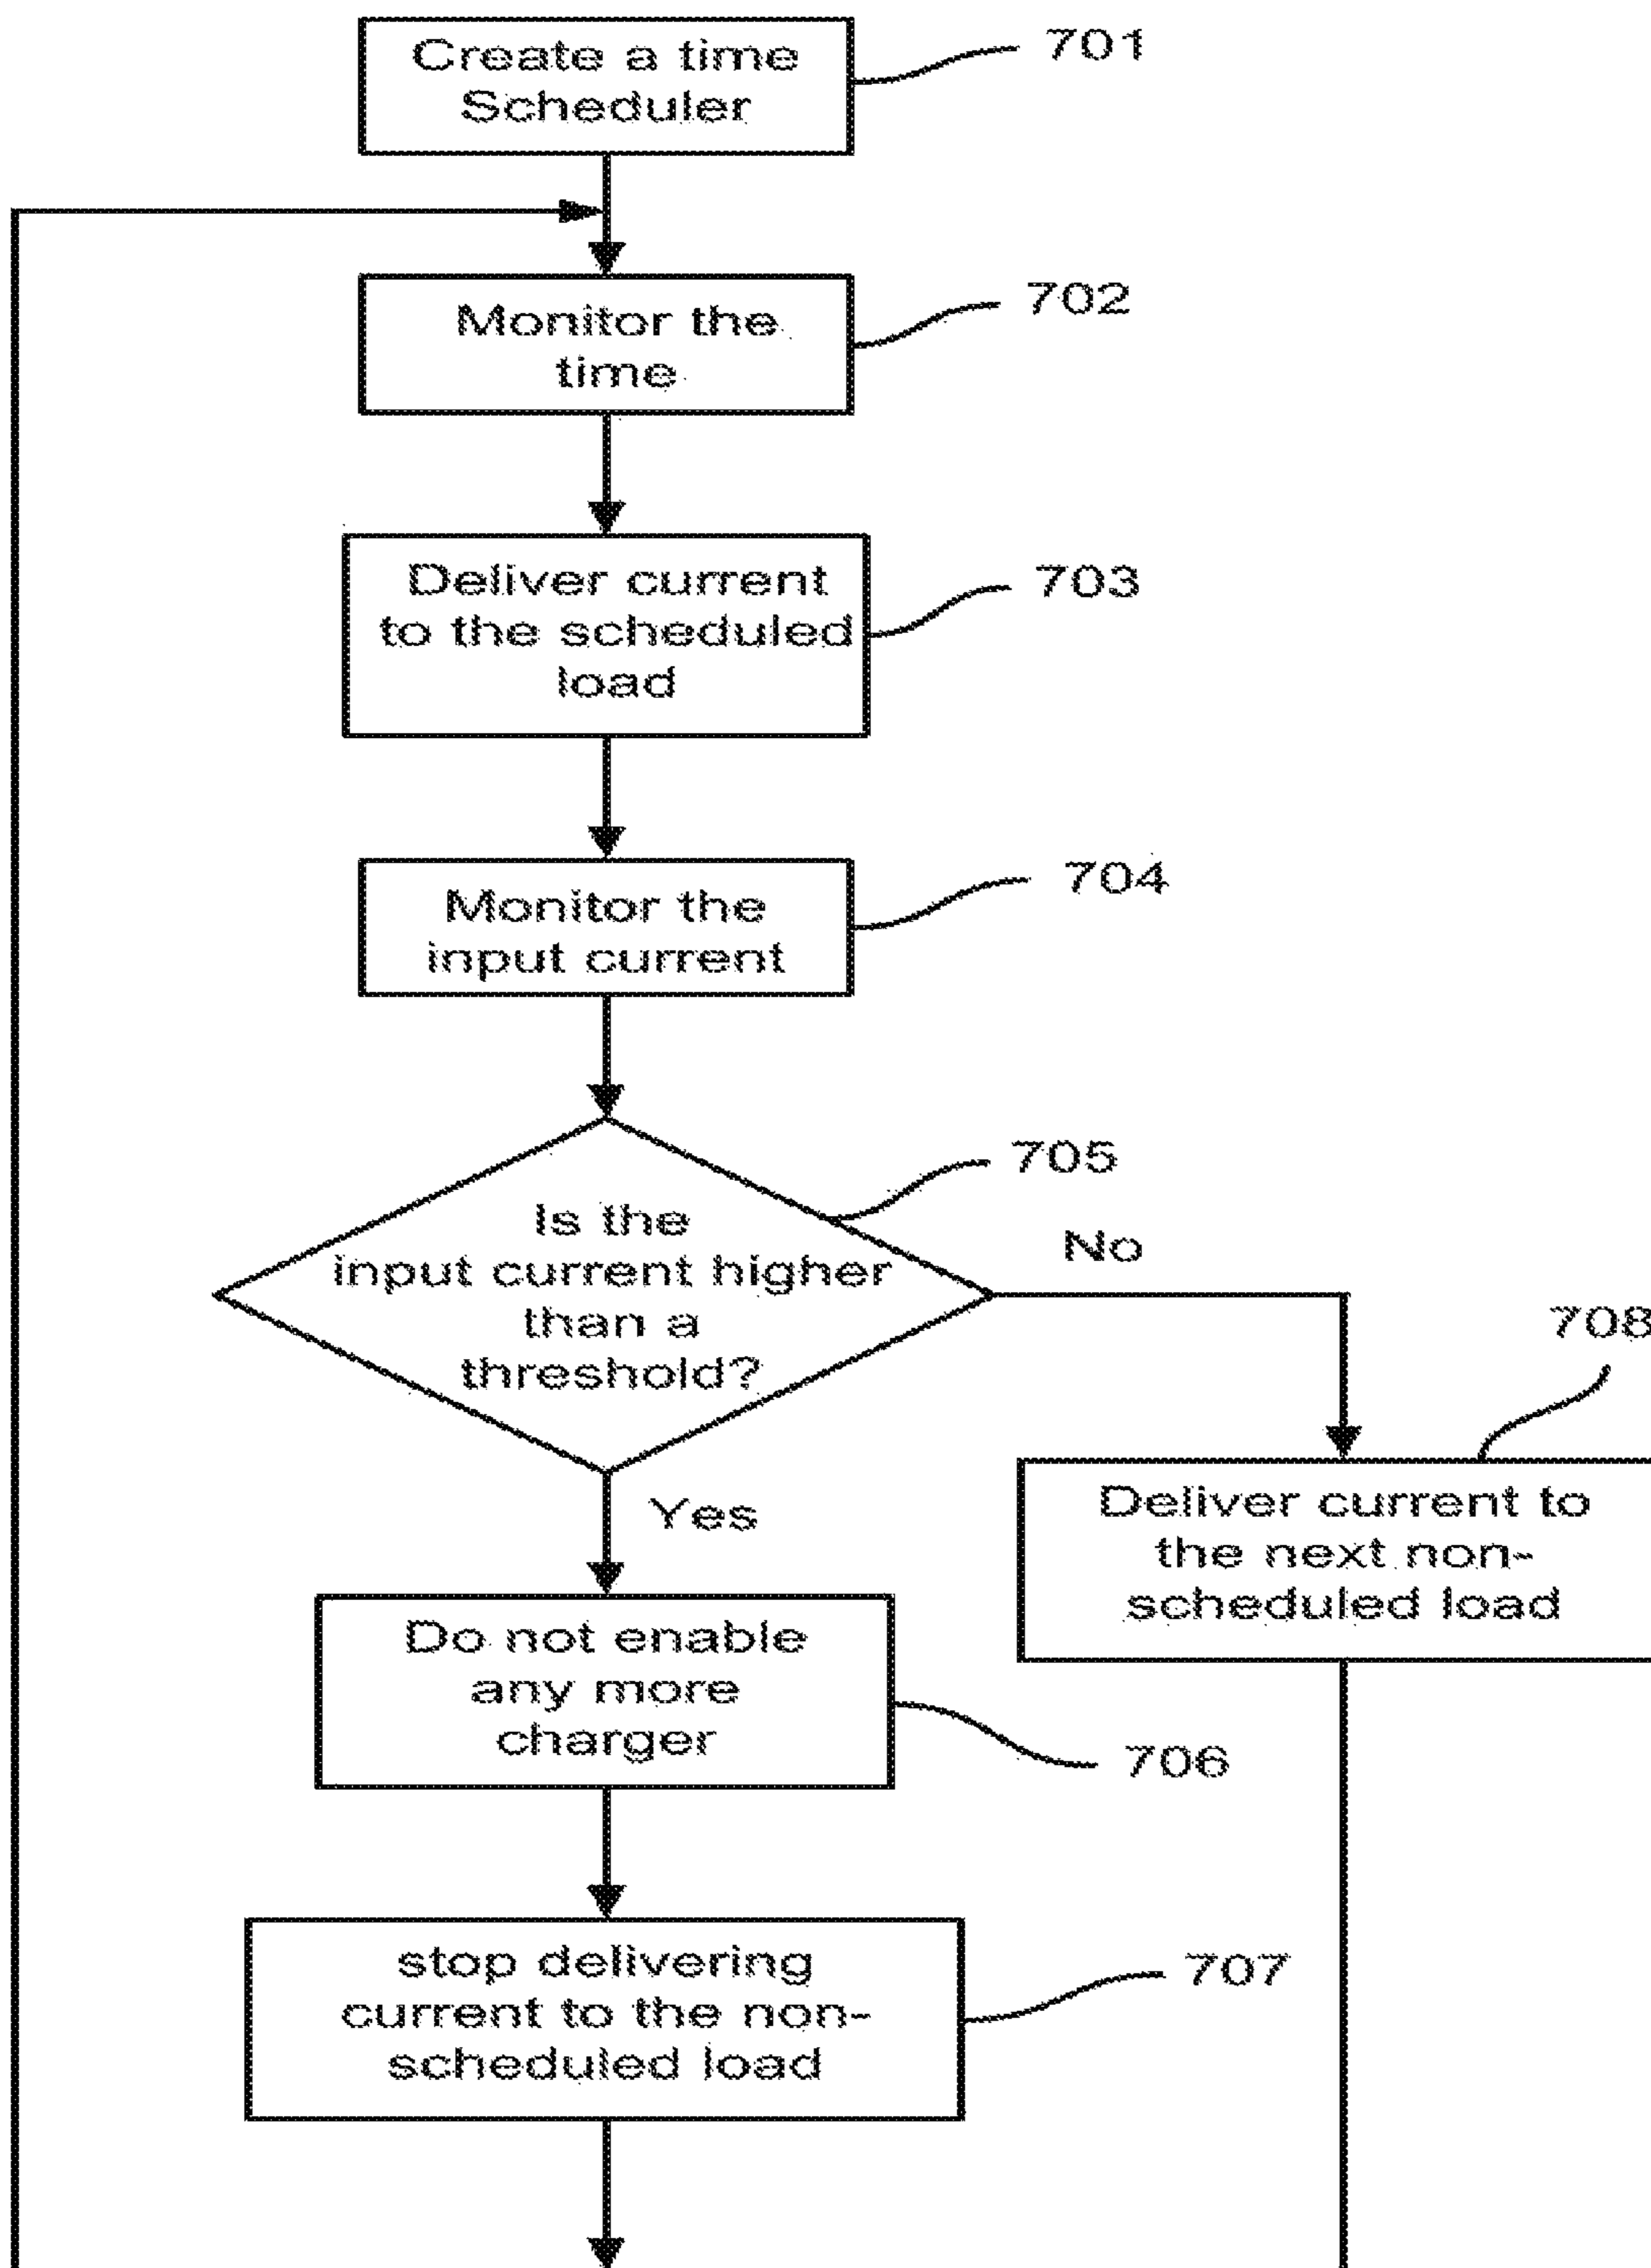 Create a time
Scheduler
701
Monitor the
time
702
Deliver current
to the scheduled
load
703
Monitor the
input current
704
Is the
input current higher
than a
threshold?
705
No
708
Yes
Deliver current to
the next non-
scheduled load
Do not enable
any more
charger
706
stop delivering
current to the non-
scheduled load
707